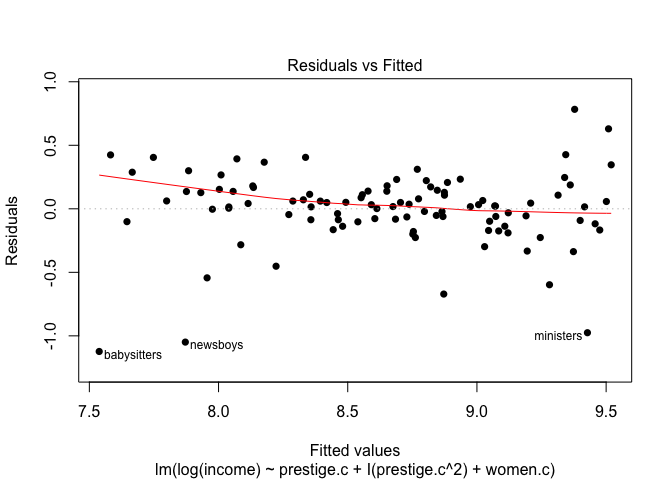 Residuals vs Fitted
1.0
0.5
0.0
-0.5
-1.0
Residuals
babysitters
newsboys
ministers
7.5 8.0 8.5 9.0 9.5
Fitted values
lm(log(income) ~ prestige.c + I(prestige.c^2) + women.c)